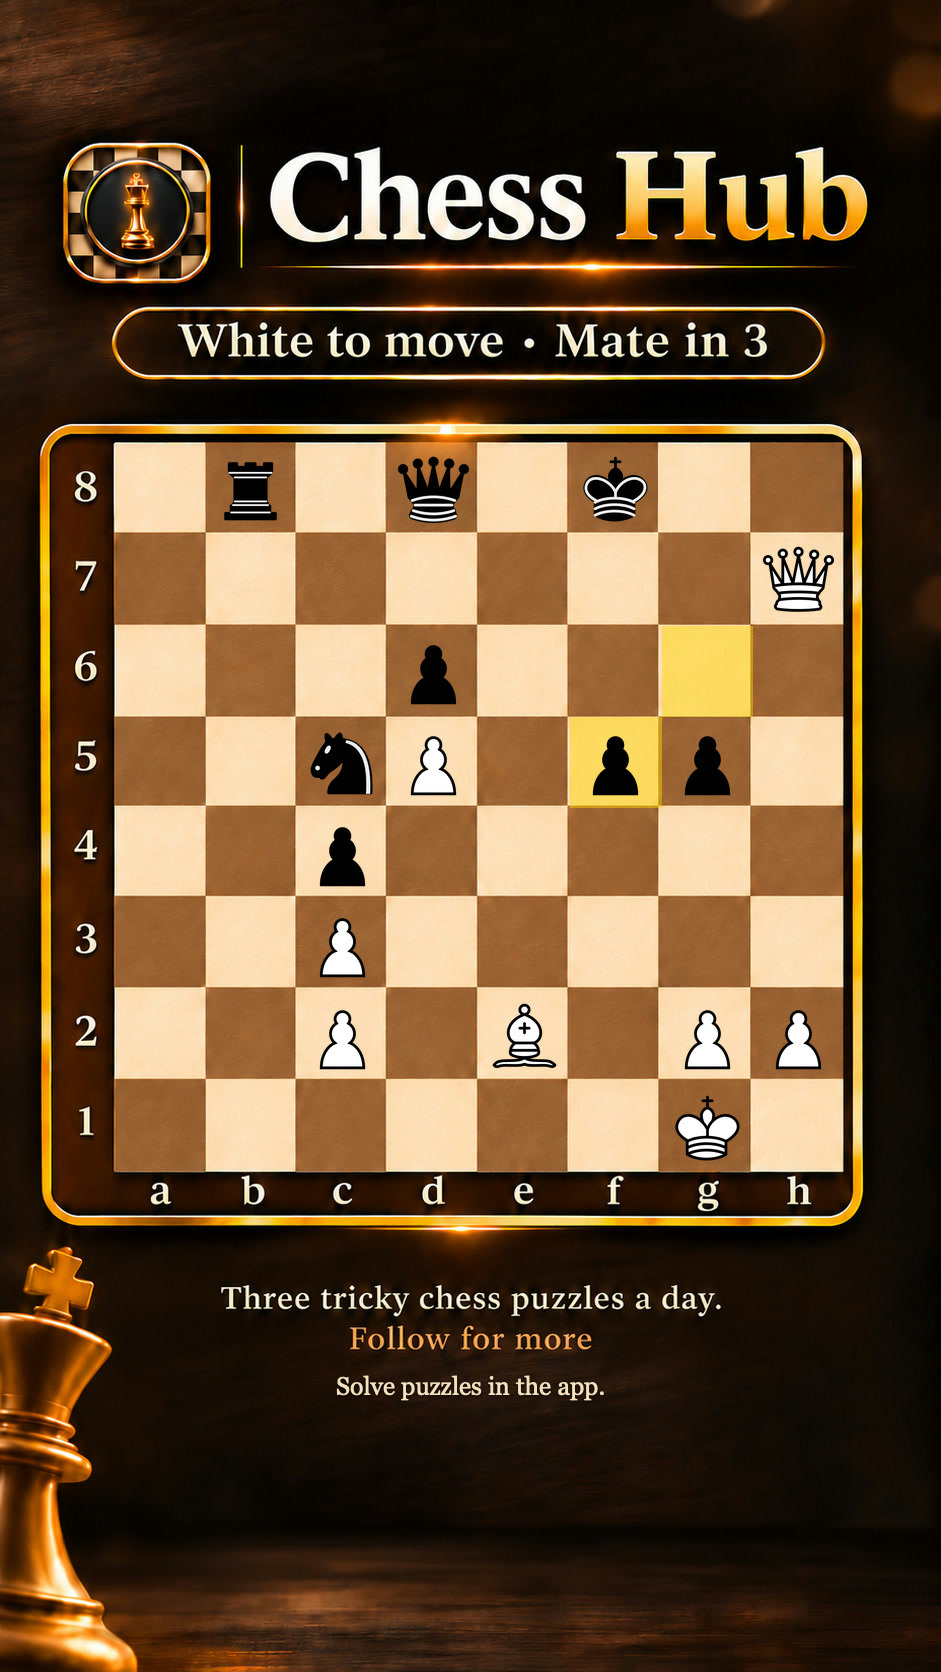 Chess Hub
White to move • Mate in 3
8
7
6
5
4
3
2
1
a b c d e f g h
Three tricky chess puzzles a day.
Follow for more
Solve puzzles in the app.